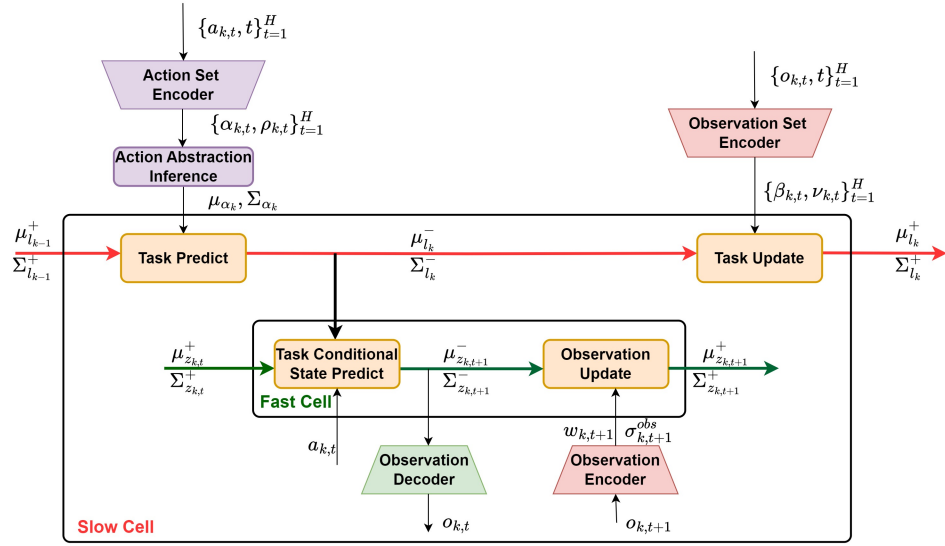 {a_{k,t}, t}_{t=1}^{H}
Action Set
Encoder
{α_{k,t}, ρ_{k,t}}_{t=1}^{H}
Action Abstraction
Inference
μ_{α_k}, Σ_{α_k}
{o_{k,t}, t}_{t=1}^{H}
Observation Set
Encoder
{β_{k,t}, ν_{k,t}}_{t=1}^{H}
μ_{l_{k-1}}^{+}
Σ_{l_{k-1}}^{+}
Task Predict
μ_{l_k}^{-}
Σ_{l_k}^{-}
Task Update
μ_{l_k}^{+}
Σ_{l_k}^{+}
μ_{z_{k,t}}^{+}
Σ_{z_{k,t}}^{+}
Task Conditional
State Predict
μ_{z_{k,t+1}}^{-}
Σ_{z_{k,t+1}}^{-}
Observation
Update
μ_{z_{k,t+1}}^{+}
Σ_{z_{k,t+1}}^{+}
Fast Cell
a_{k,t}
w_{k,t+1} σ_{k,t+1}^{obs}
Observation
Decoder
Observation
Encoder
o_{k,t}
o_{k,t+1}
Slow Cell